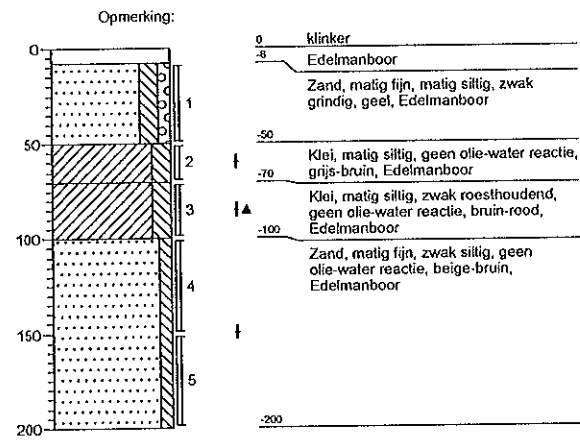 Opmerking:
0
50
100
150
200
1
2
3
4
5
0 klinker
-8 Edelmanboor
Zand, matig fijn, matig siltig, zwak
grindig, geel, Edelmanboor
-50
Klei, matig siltig, geen olie-water reactie,
grijs-bruin, Edelmanboor
-70
Klei, matig siltig, zwak roesthoudend,
geen olie-water reactie, bruin-rood,
Edelmanboor
-100
Zand, matig fijn, zwak siltig, geen
olie-water reactie, beige-bruin,
Edelmanboor
-200